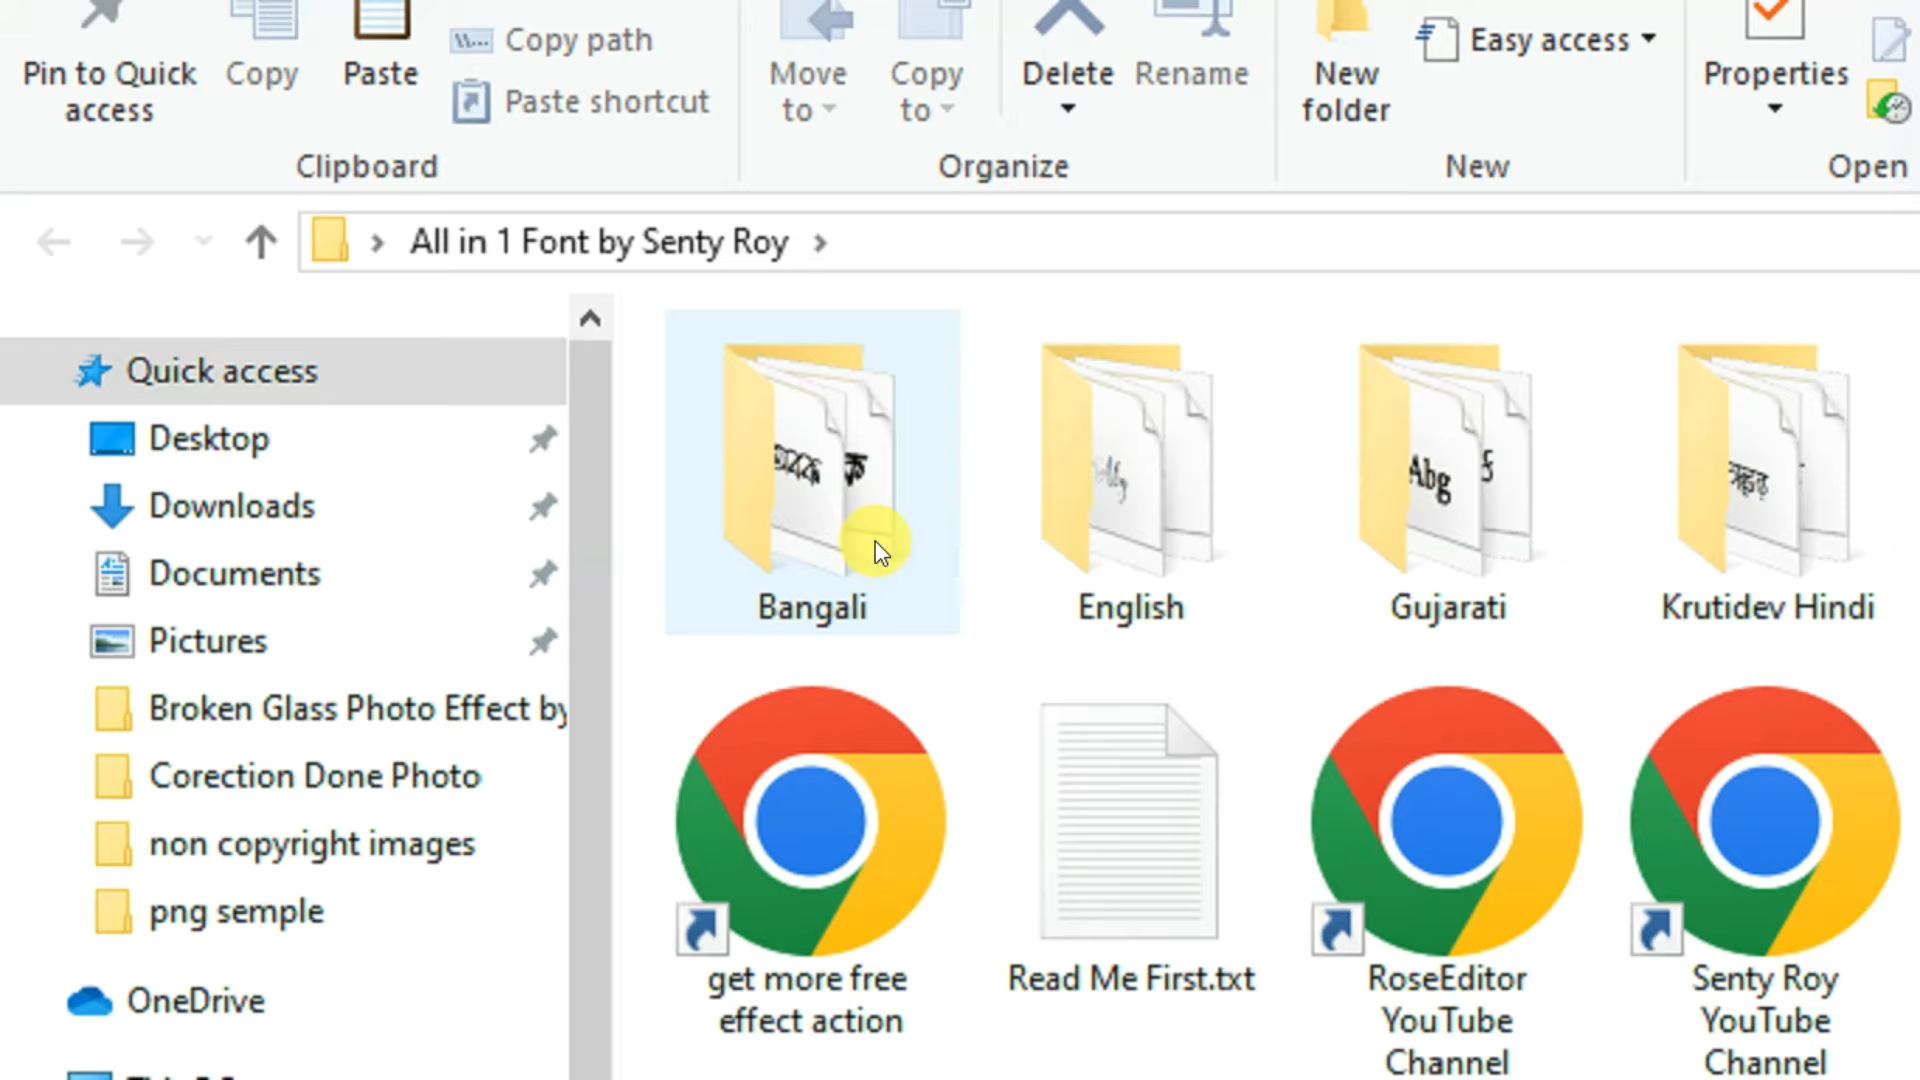 Pin to Quick access
Copy
Paste
Copy path
Paste shortcut
Move to
Copy to
Delete
Rename
New folder
Easy access
Properties
Clipboard
Organize
New
Open
All in 1 Font by Senty Roy
Quick access
Desktop
Downloads
Documents
Pictures
Broken Glass Photo Effect by
Corection Done Photo
non copyright images
png semple
OneDrive
Abg
Bangali
English
Gujarati
Krutidev Hindi
get more free
effect action
Read Me First.txt
RoseEditor
YouTube
Channel
Senty Roy
YouTube
Channel